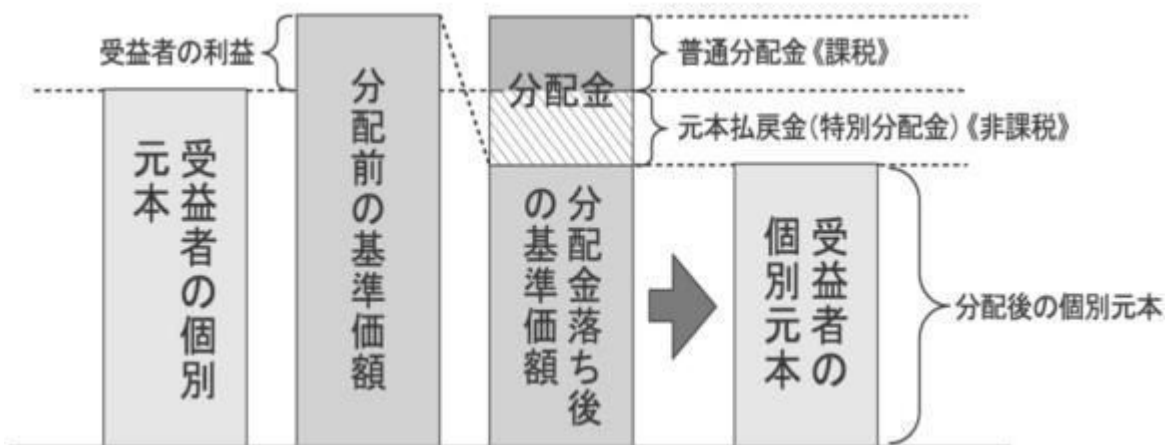 受益者の利益
受益者の個別
元本
分配前の基準価額
分配金
分配金落ち後
の基準価額
普通分配金《課税》
元本払戻金(特別分配金)《非課税》
受益者の
個別元本
分配後の個別元本